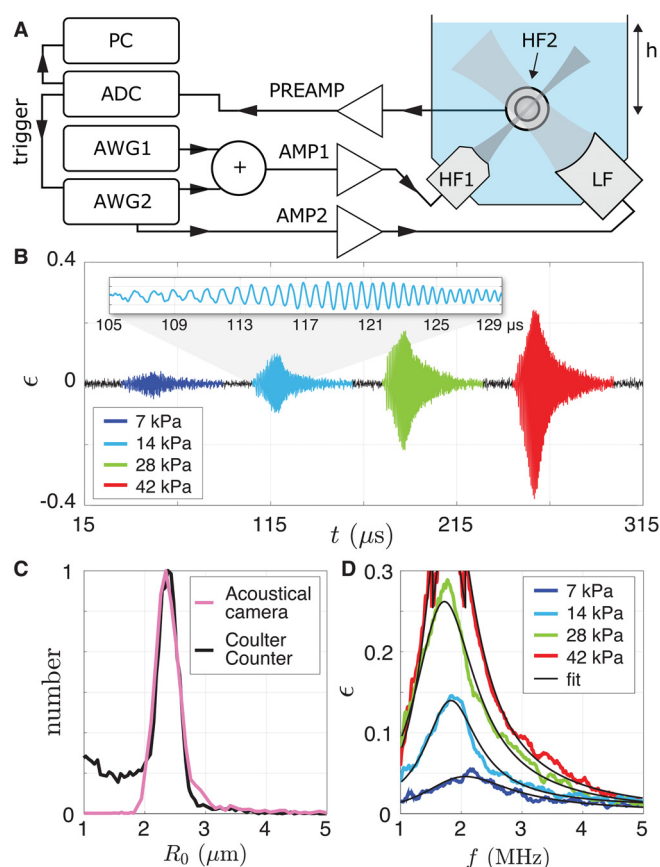 A
PC
HF2
h
ADC
PREAMP
trigger
AWG1
+
AMP1
HF1
LF
AWG2
AMP2
B
0.4
105 109 113 117 121 125 129 μs
ϵ
0
7 kPa
14 kPa
28 kPa
42 kPa
-0.4
15 115 215 315
t (μs)
C
1
Acoustical
camera
Coulter
Counter
number
0
1 2 3 4 5
R₀ (μm)
D
0.3
7 kPa
14 kPa
28 kPa
42 kPa
fit
0.2
ϵ
0.1
0
1 2 3 4 5
f (MHz)